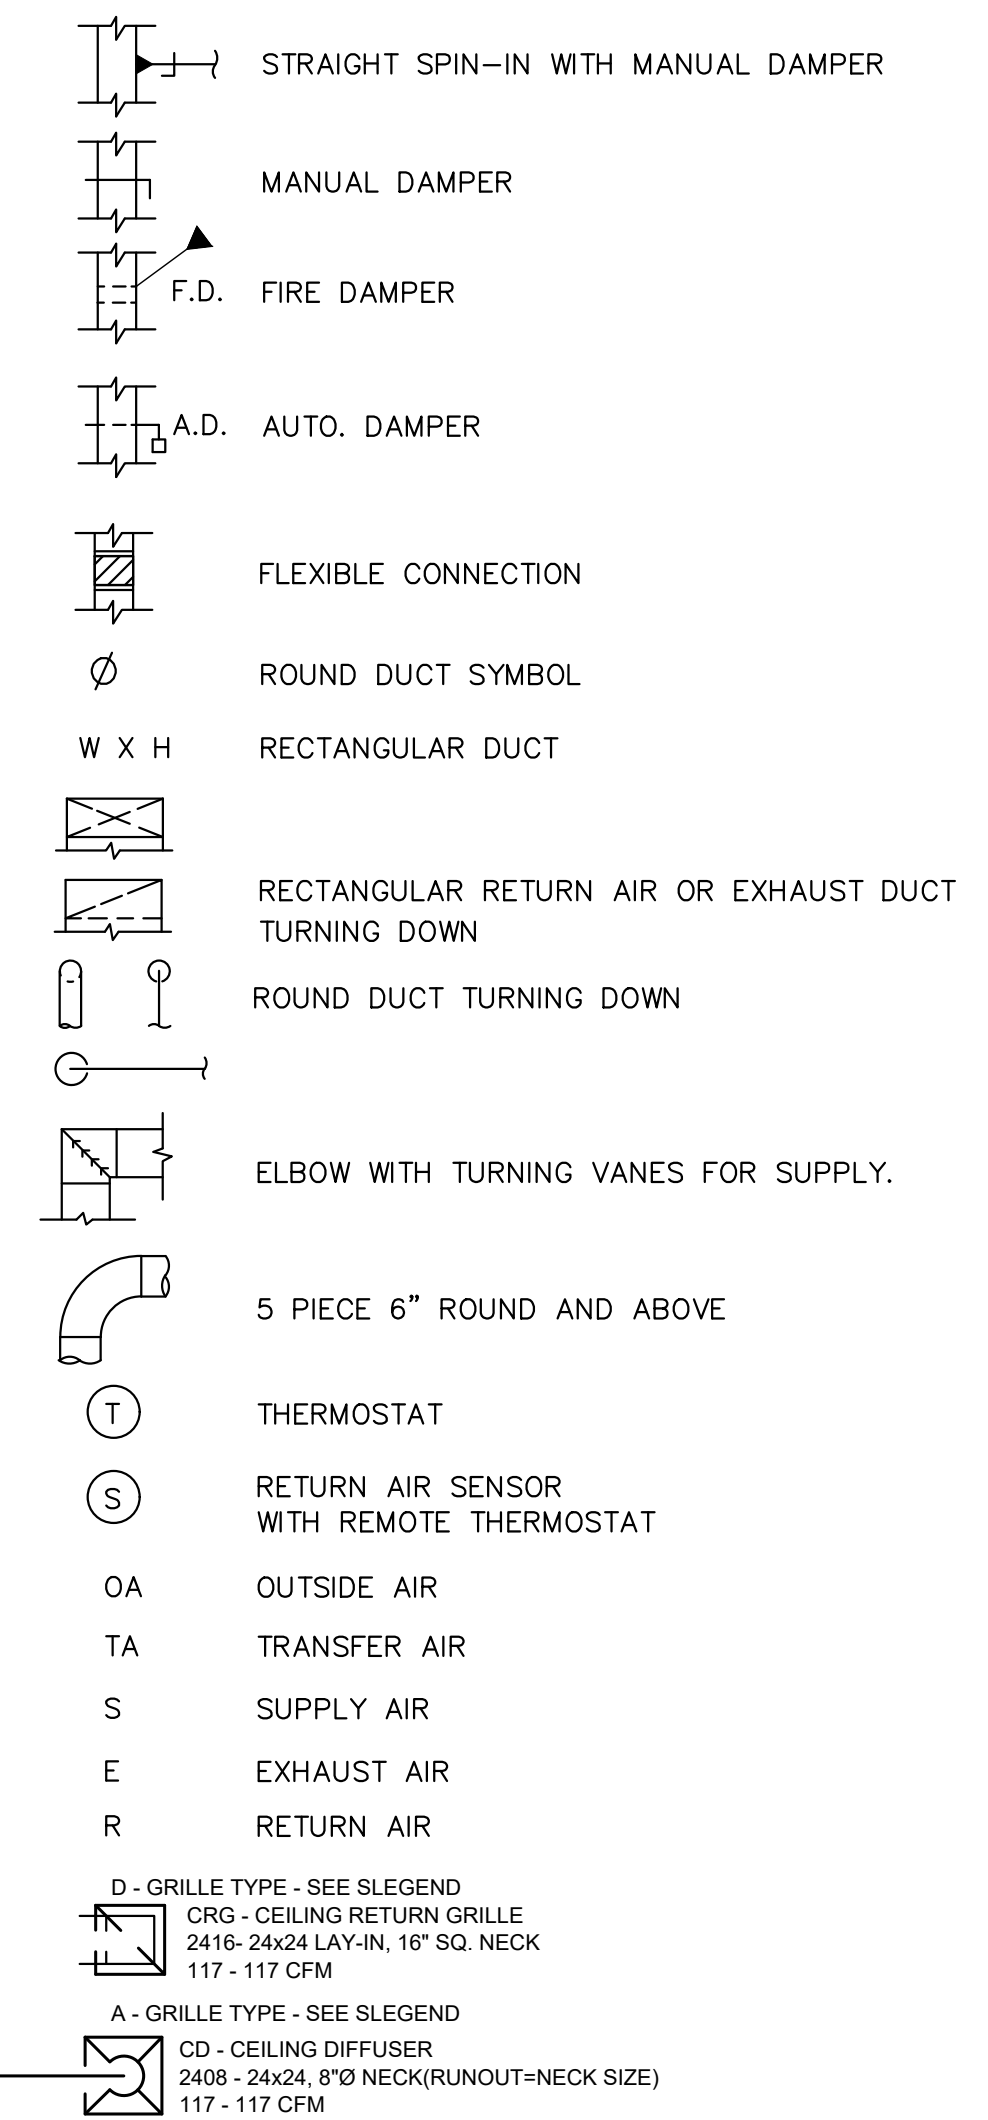 STRAIGHT SPIN-IN WITH MANUAL DAMPER
MANUAL DAMPER
F.D. FIRE DAMPER
A.D. AUTO. DAMPER
FLEXIBLE CONNECTION
Ø ROUND DUCT SYMBOL
W X H RECTANGULAR DUCT
RECTANGULAR RETURN AIR OR EXHAUST DUCT
TURNING DOWN
ROUND DUCT TURNING DOWN
ELBOW WITH TURNING VANES FOR SUPPLY.
5 PIECE 6” ROUND AND ABOVE
T THERMOSTAT
S RETURN AIR SENSOR
WITH REMOTE THERMOSTAT
OA OUTSIDE AIR
TA TRANSFER AIR
S SUPPLY AIR
E EXHAUST AIR
R RETURN AIR
D - GRILLE TYPE - SEE SLEGEND
CRG - CEILING RETURN GRILLE
2416- 24x24 LAY-IN, 16" SQ. NECK
117 - 117 CFM
A - GRILLE TYPE - SEE SLEGEND
CD - CEILING DIFFUSER
2408 - 24x24, 8"Ø NECK(RUNOUT=NECK SIZE)
117 - 117 CFM